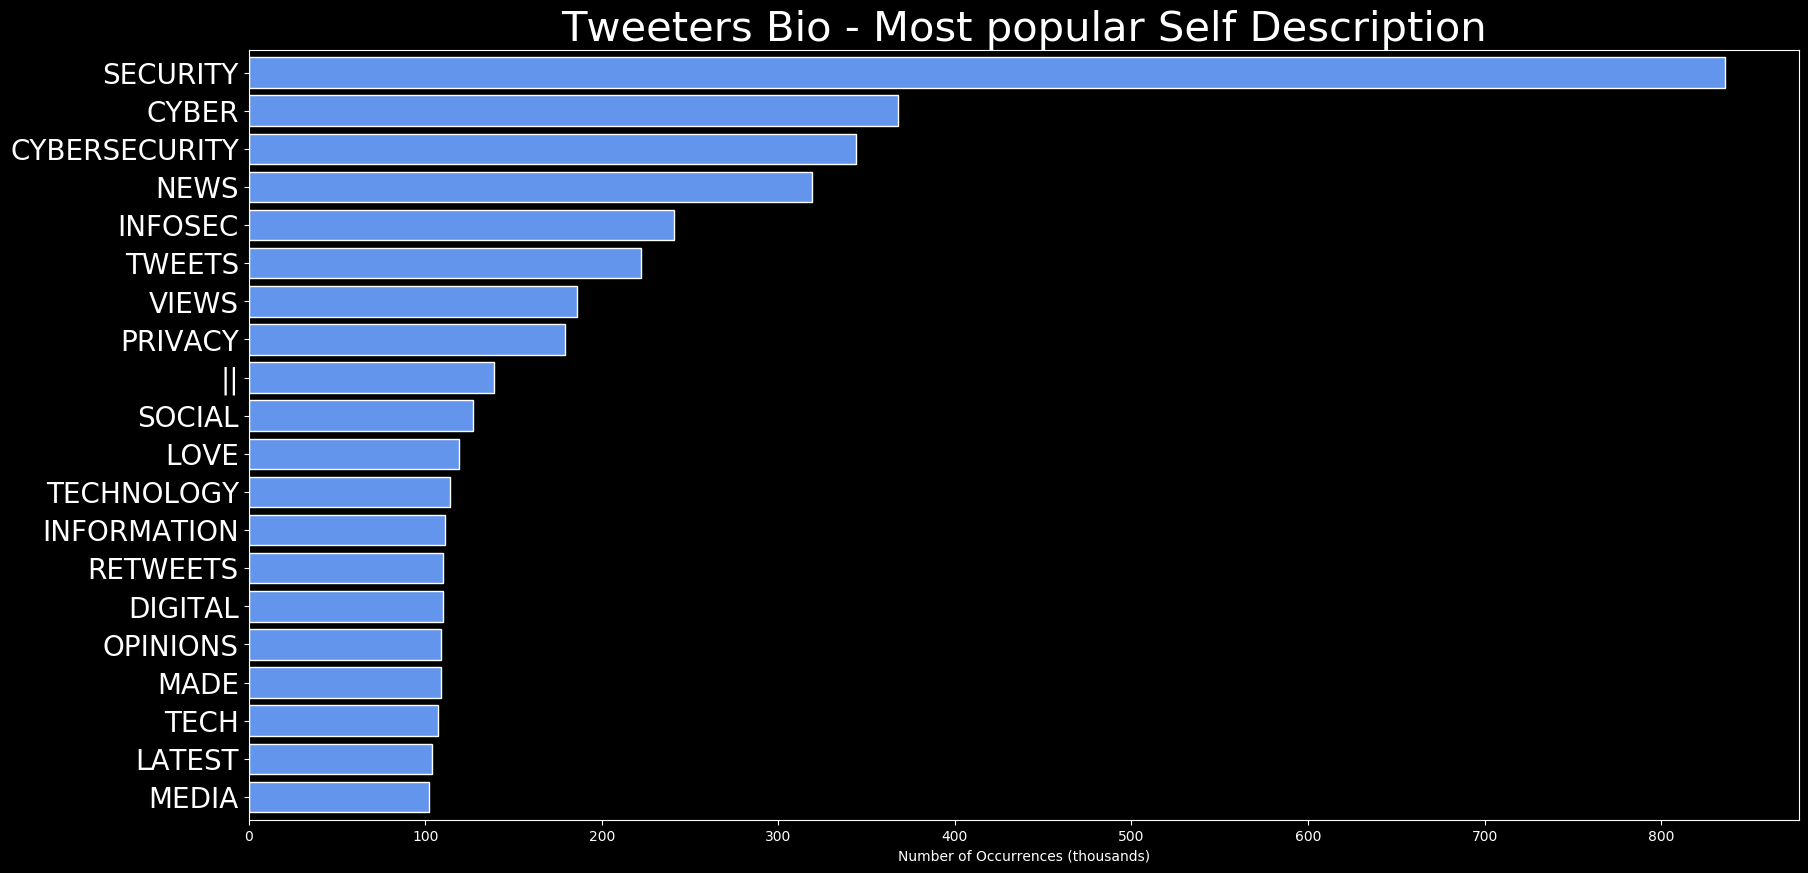 Tweeters Bio - Most popular Self Description
SECURITY
CYBER
CYBERSECURITY
NEWS
INFOSEC
TWEETS
VIEWS
PRIVACY
||
SOCIAL
LOVE
TECHNOLOGY
INFORMATION
RETWEETS
DIGITAL
OPINIONS
MADE
TECH
LATEST
MEDIA
0 100 200 300 400 500 600 700 800
Number of Occurrences (thousands)